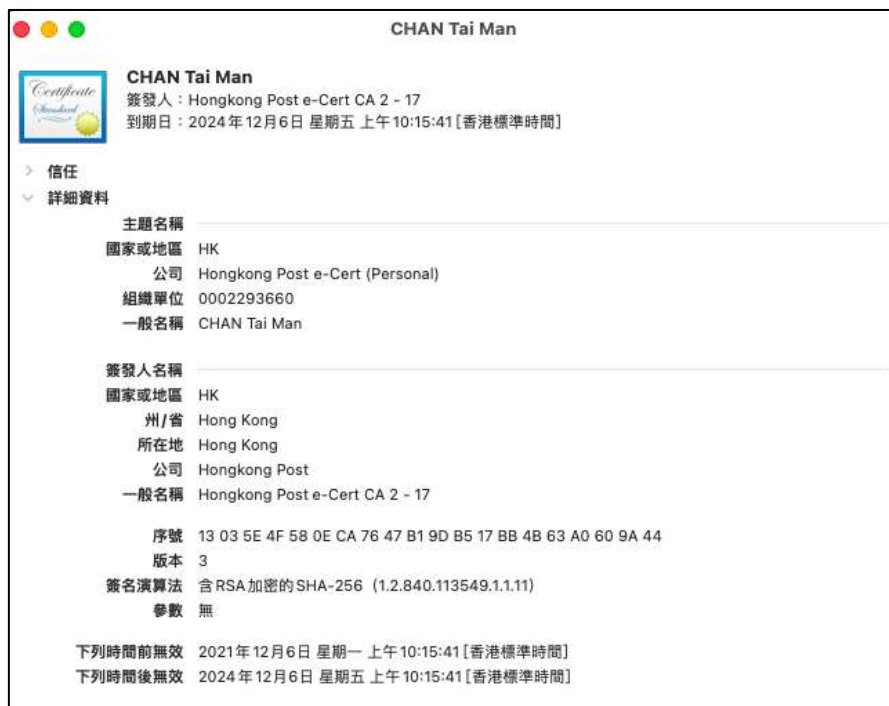 CHAN Tai Man
Certificate
Standard
CHAN Tai Man
簽發人：Hongkong Post e-Cert CA 2 - 17
到期日：2024年12月6日 星期五 上午10:15:41 [香港標準時間]
信任
詳細資料
主題名稱
國家或地區 HK
公司 Hongkong Post e-Cert (Personal)
組織單位 0002293660
一般名稱 CHAN Tai Man
簽發人名稱
國家或地區 HK
州/省 Hong Kong
所在地 Hong Kong
公司 Hongkong Post
一般名稱 Hongkong Post e-Cert CA 2 - 17
序號 13 03 5E 4F 58 0E CA 76 47 B1 9D B5 17 BB 4B 63 A0 60 9A 44
版本 3
簽名演算法 含RSA加密的SHA-256（1.2.840.113549.1.1.11）
參數 無
下列時間前無效 2021年12月6日 星期一 上午10:15:41 [香港標準時間]
下列時間後無效 2024年12月6日 星期五 上午10:15:41 [香港標準時間]